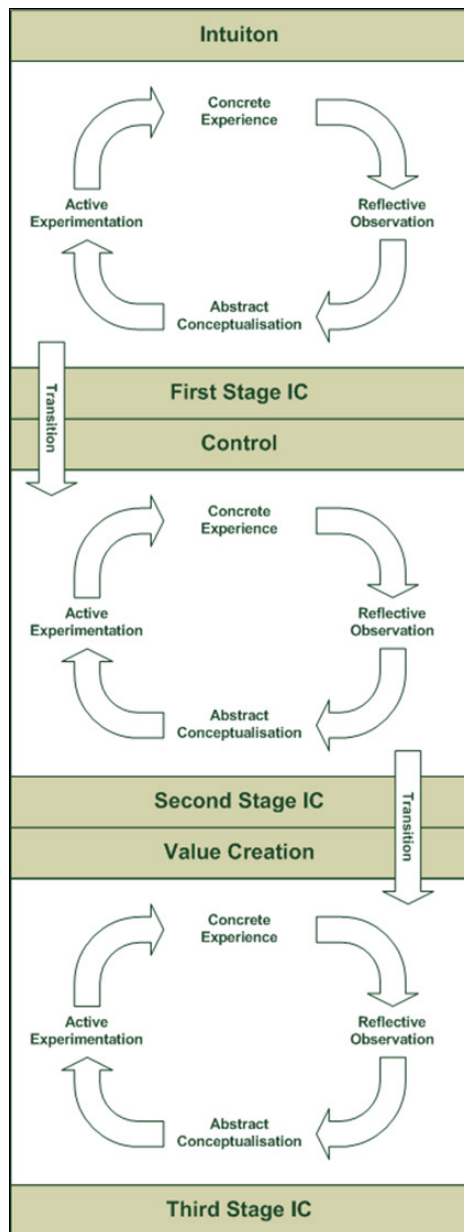 Intuiton
Concrete
Experience
Active
Experimentation
Reflective
Observation
Abstract
Conceptualisation
Transition
First Stage IC
Control
Concrete
Experience
Active
Experimentation
Reflective
Observation
Abstract
Conceptualisation
Second Stage IC
Transition
Value Creation
Concrete
Experience
Active
Experimentation
Reflective
Observation
Abstract
Conceptualisation
Third Stage IC